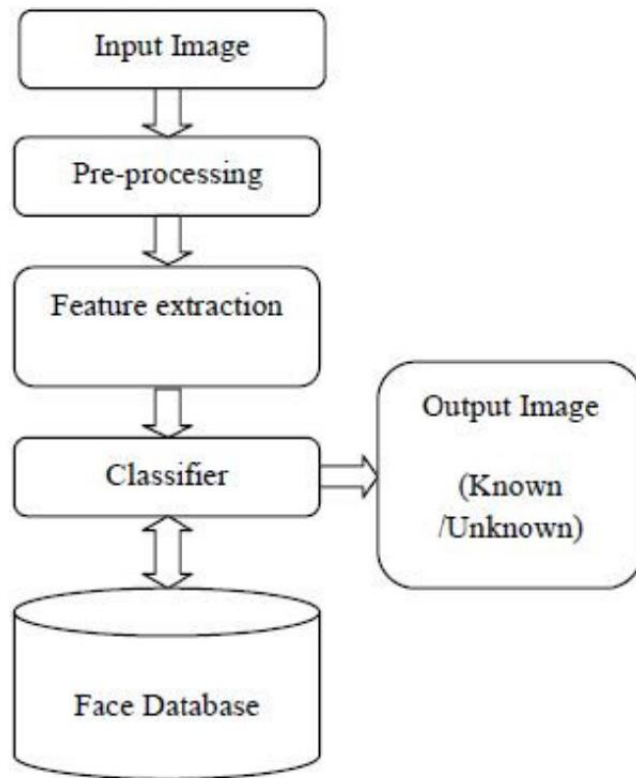 Input Image
Pre-processing
Feature extraction
Classifier
Output Image
(Known
/Unknown)
Face Database